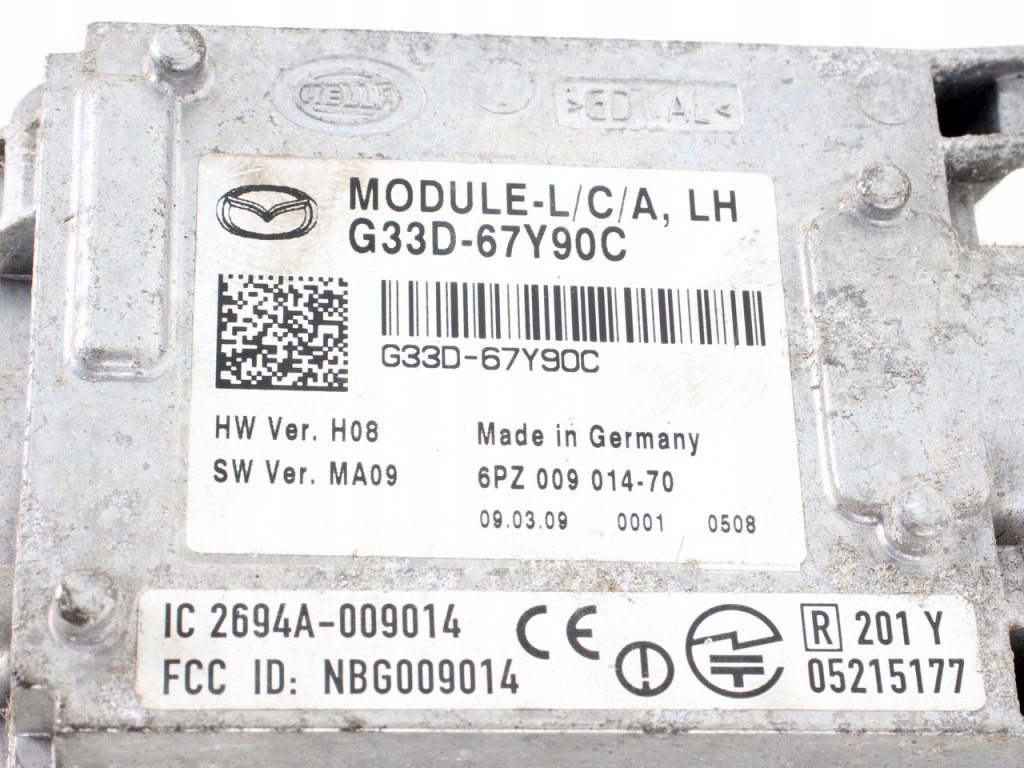 HELLA
MODULE-L/C/A, LH
G33D-67Y90C
G33D-67Y90C
HW Ver. H08
Made in Germany
SW Ver. MA09
6PZ 009 014-70
09.03.09 0001 0508
IC 2694A-009014
FCC ID: NBG009014
CE
R 201 Y
05215177